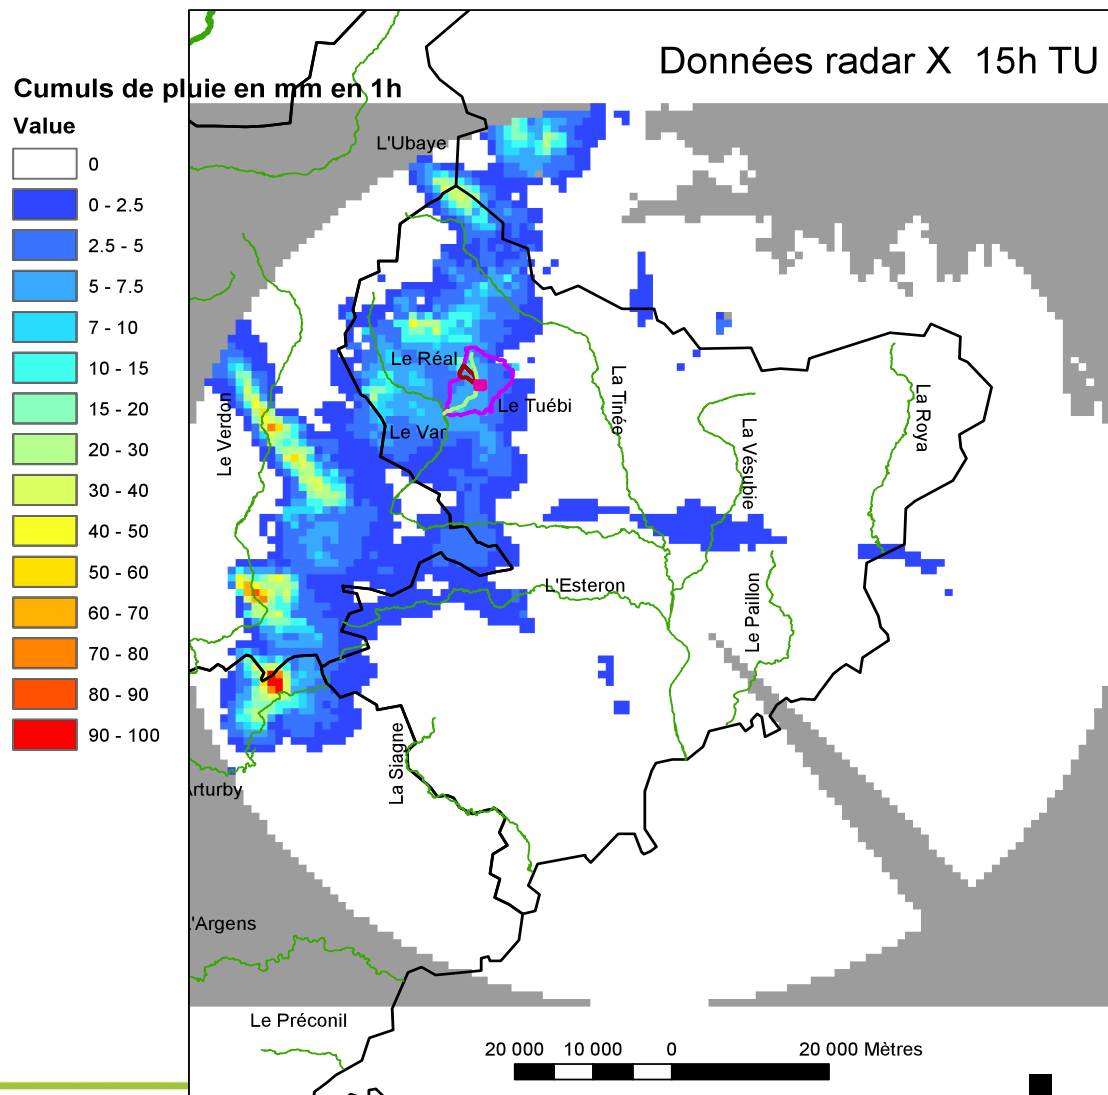 Données radar X  15h TU
Cumuls de pluie en mm en 1h
Value
0
0 - 2.5
2.5 - 5
5 - 7.5
7 - 10
10 - 15
15 - 20
20 - 30
30 - 40
40 - 50
50 - 60
60 - 70
70 - 80
80 - 90
90 - 100
L'Ubaye
Le Réal
Le Tuébi
Le Var
Le Verdon
La Tinée
La Vésubie
La Roya
L'Esteron
Le Paillon
La Siagne
Arturby
L'Argens
Le Préconil
20 000 10 000 0 20 000 Mètres